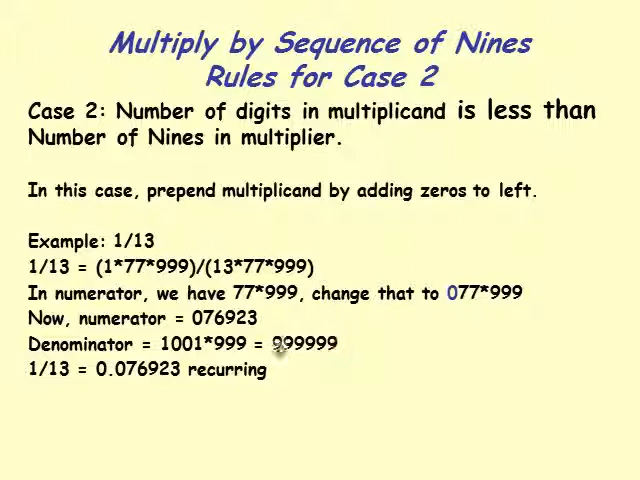 Multiply by Sequence of Nines
Rules for Case 2
Case 2: Number of digits in multiplicand is less than
Number of Nines in multiplier.
In this case, prepend multiplicand by adding zeros to left.
Example: 1/13
1/13 = (1*77*999)/(13*77*999)
In numerator, we have 77*999, change that to 077*999
Now, numerator = 076923
Denominator = 1001*999 = 999999
1/13 = 0.076923 recurring